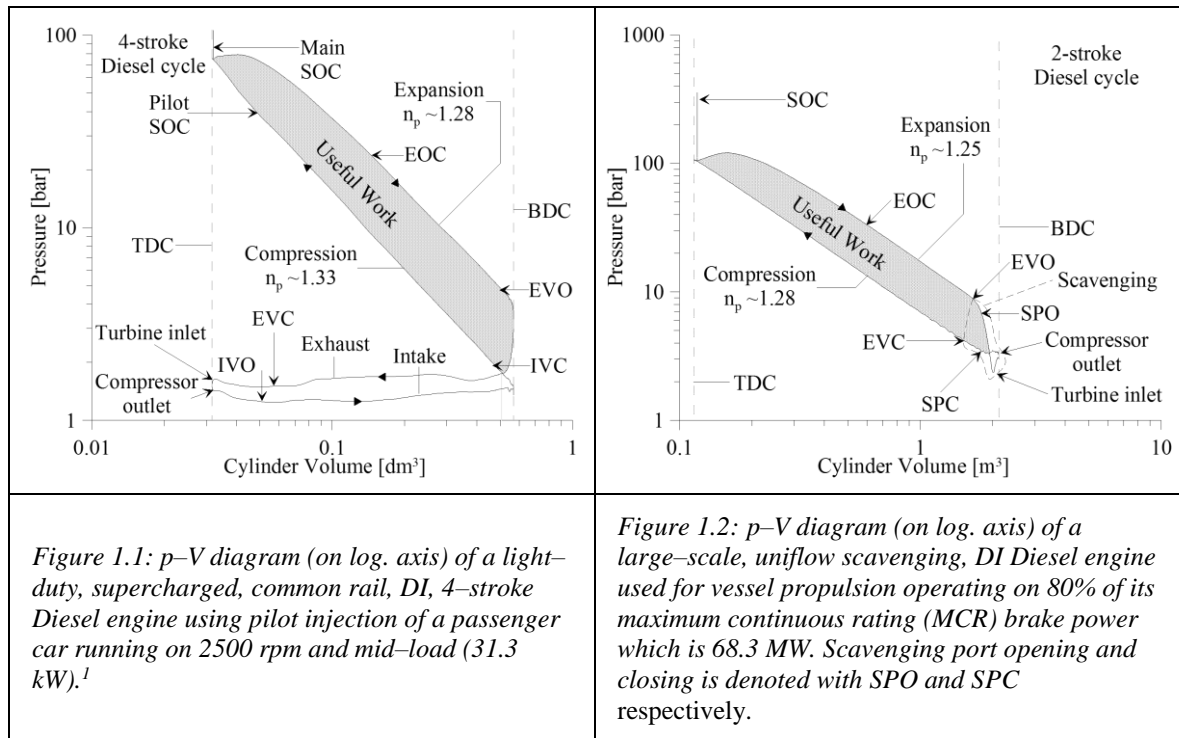 100
4-stroke
Diesel cycle
Main
SOC
Pilot
SOC
Expansion
nₚ ~1.28
EOC
Useful Work
10
Pressure [bar]
TDC
BDC
Compression
nₚ ~1.33
EVO
EVC
Turbine inlet
Exhaust
Intake
IVO
IVC
Compressor
outlet
1
0.01
0.1
1
Cylinder Volume [dm³]
1000
2-stroke
Diesel cycle
SOC
Expansion
nₚ ~1.25
100
EOC
Useful Work
Pressure [bar]
BDC
EVO
Scavenging
Compression
nₚ ~1.28
10
SPO
EVC
Compressor
outlet
TDC
SPC
Turbine inlet
1
0.1
1
10
Cylinder Volume [m³]
Figure 1.1: p–V diagram (on log. axis) of a light–
duty, supercharged, common rail, DI, 4–stroke
Diesel engine using pilot injection of a passenger
car running on 2500 rpm and mid–load (31.3
kW).¹
Figure 1.2: p–V diagram (on log. axis) of a
large–scale, uniflow scavenging, DI Diesel engine
used for vessel propulsion operating on 80% of its
maximum continuous rating (MCR) brake power
which is 68.3 MW. Scavenging port opening and
closing is denoted with SPO and SPC
respectively.